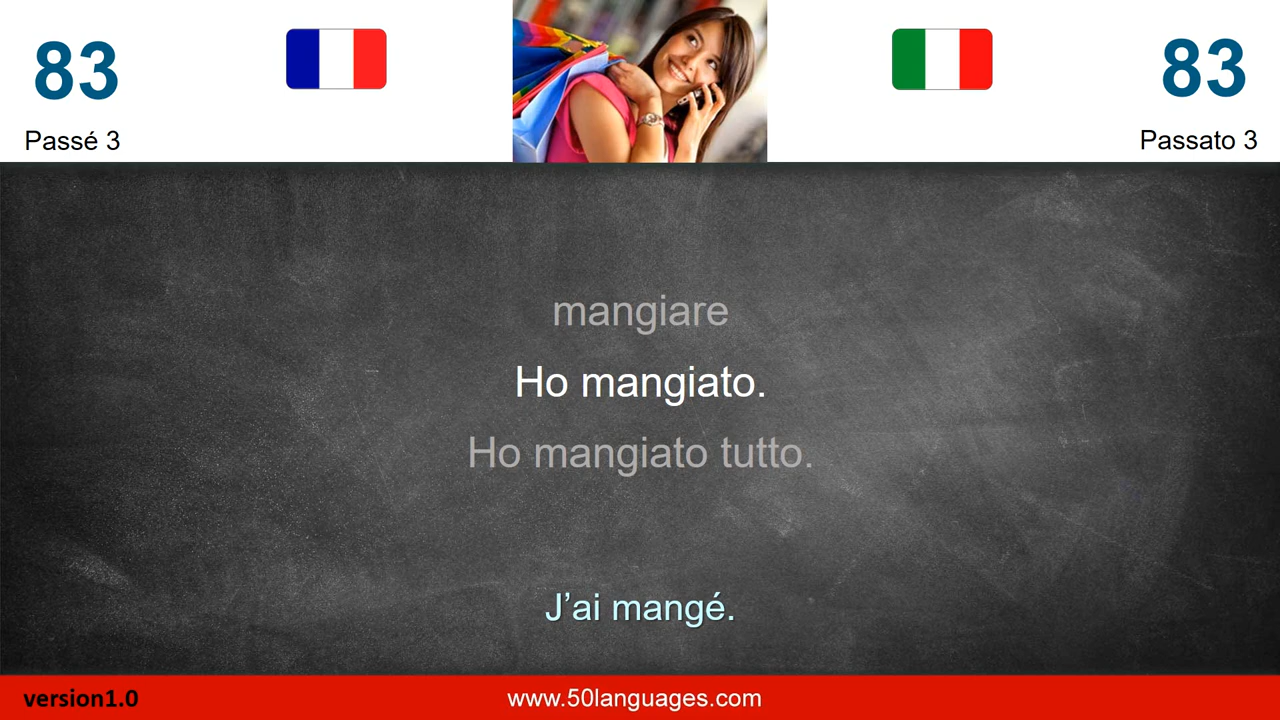 83
Passé 3
83
Passato 3
mangiare
Ho mangiato.
Ho mangiato tutto.
J’ai mangé.
version1.0
www.50languages.com